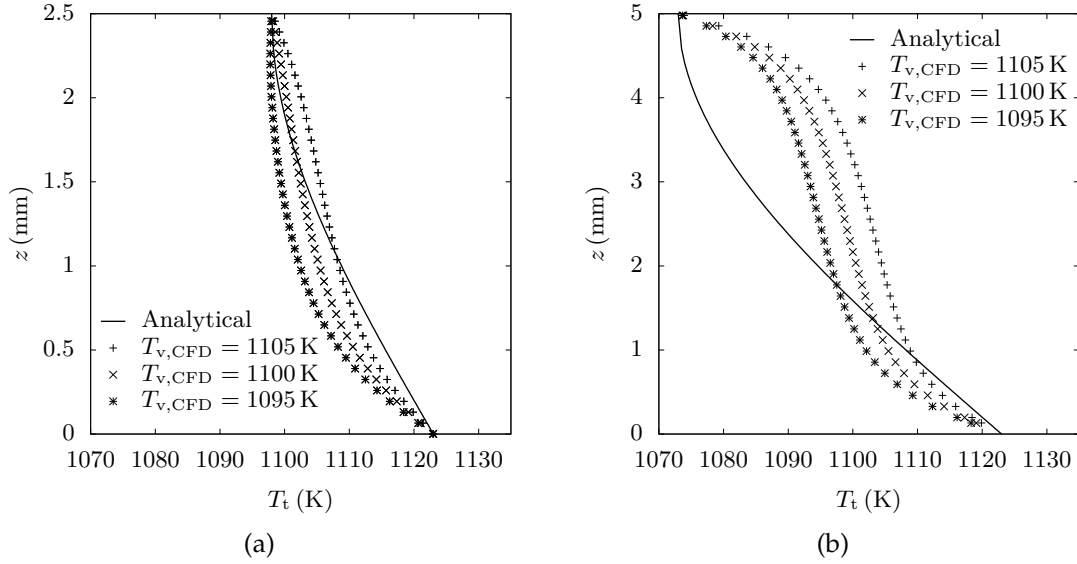 2.5
2
1.5
1
0.5
0
z (mm)
Analytical
T_v,CFD = 1105 K
T_v,CFD = 1100 K
T_v,CFD = 1095 K
1070 1080 1090 1100 1110 1120 1130
T_t (K)
(a)
5
4
3
2
1
0
z (mm)
Analytical
T_v,CFD = 1105 K
T_v,CFD = 1100 K
T_v,CFD = 1095 K
1070 1080 1090 1100 1110 1120 1130
T_t (K)
(b)